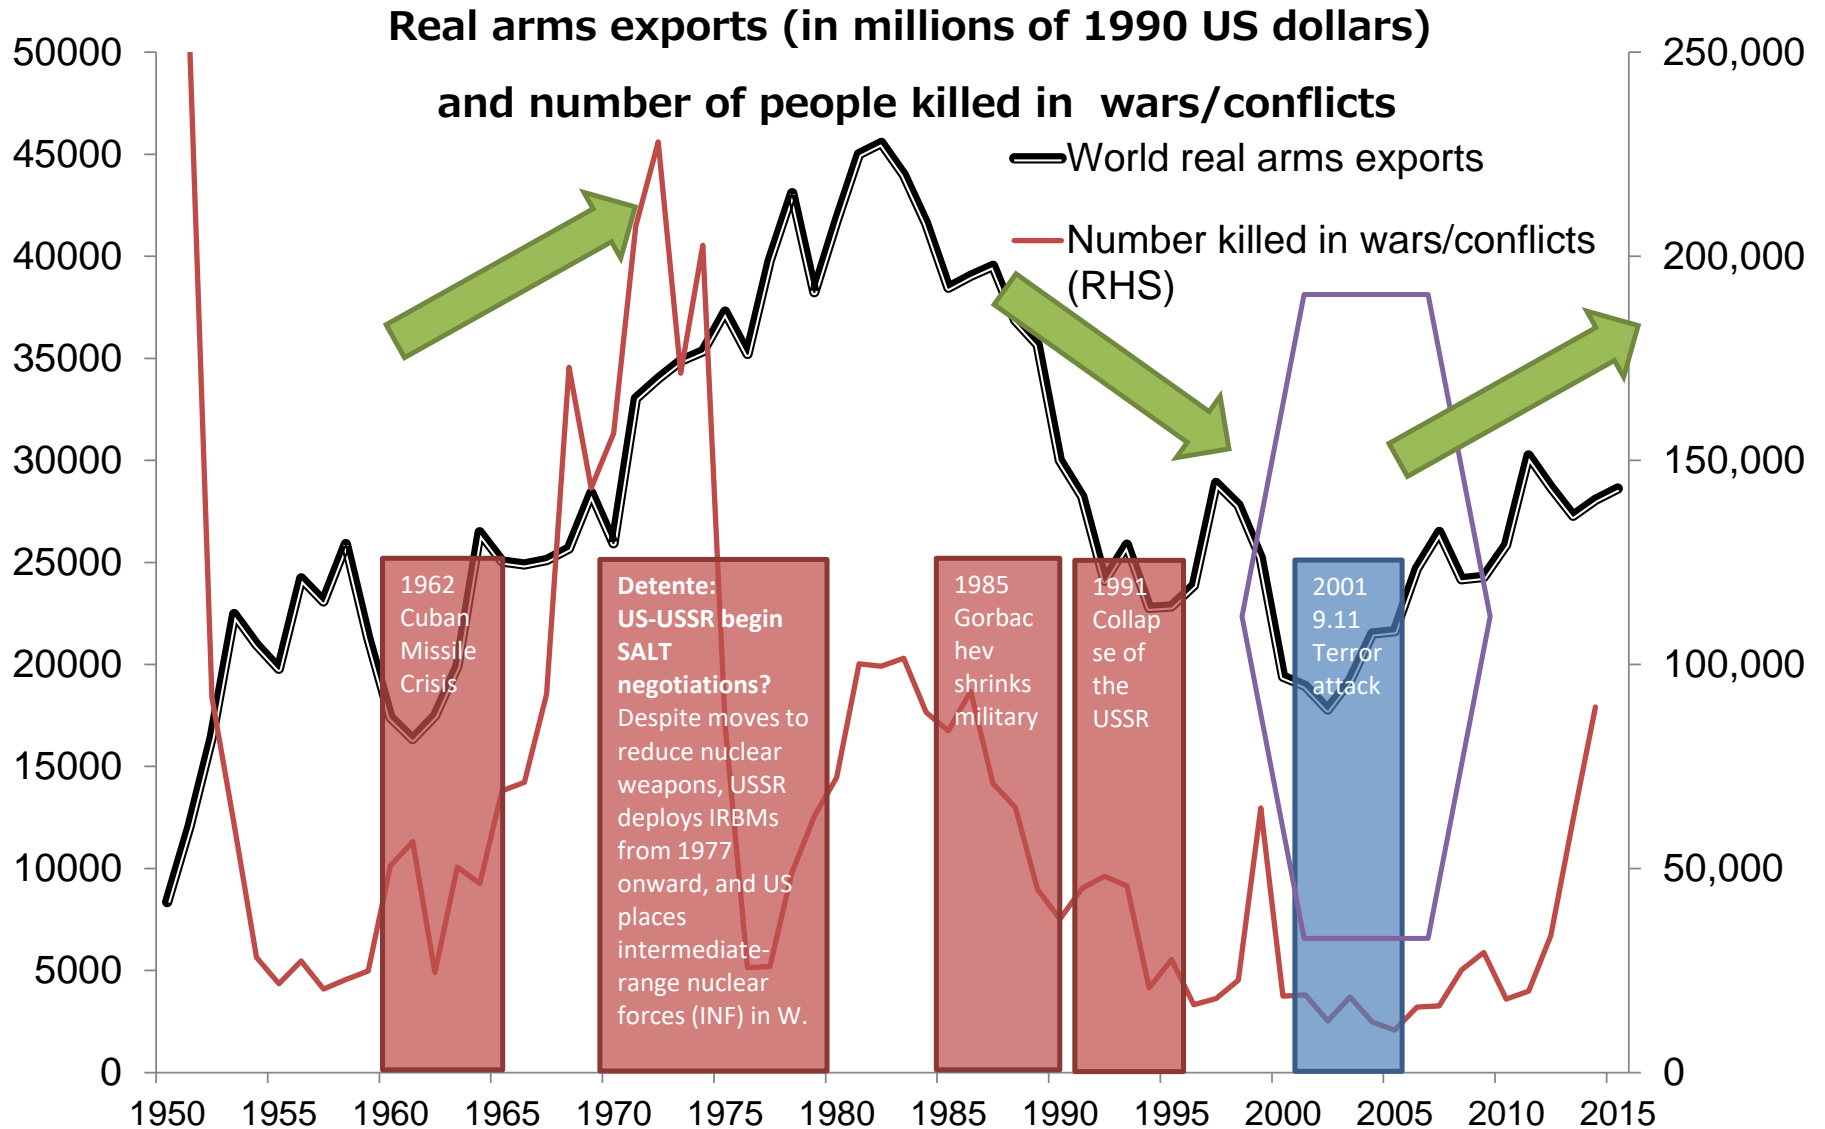 Real arms exports (in millions of 1990 US dollars)
and number of people killed in wars/conflicts
World real arms exports
Number killed in wars/conflicts
(RHS)
50000
45000
40000
35000
30000
25000
20000
15000
10000
5000
0
250,000
200,000
150,000
100,000
50,000
0
1962
Cuban
Missile
Crisis
Detente:
US-USSR begin
SALT
negotiations?
Despite moves to
reduce nuclear
weapons, USSR
deploys IRBMs
from 1977
onward, and US
places
intermediate-
range nuclear
forces (INF) in W.
1985
Gorbac
hev
shrinks
military
1991
Collap
se of
the
USSR
2001
9.11
Terror
attack
1950 1955 1960 1965 1970 1975 1980 1985 1990 1995 2000 2005 2010 2015